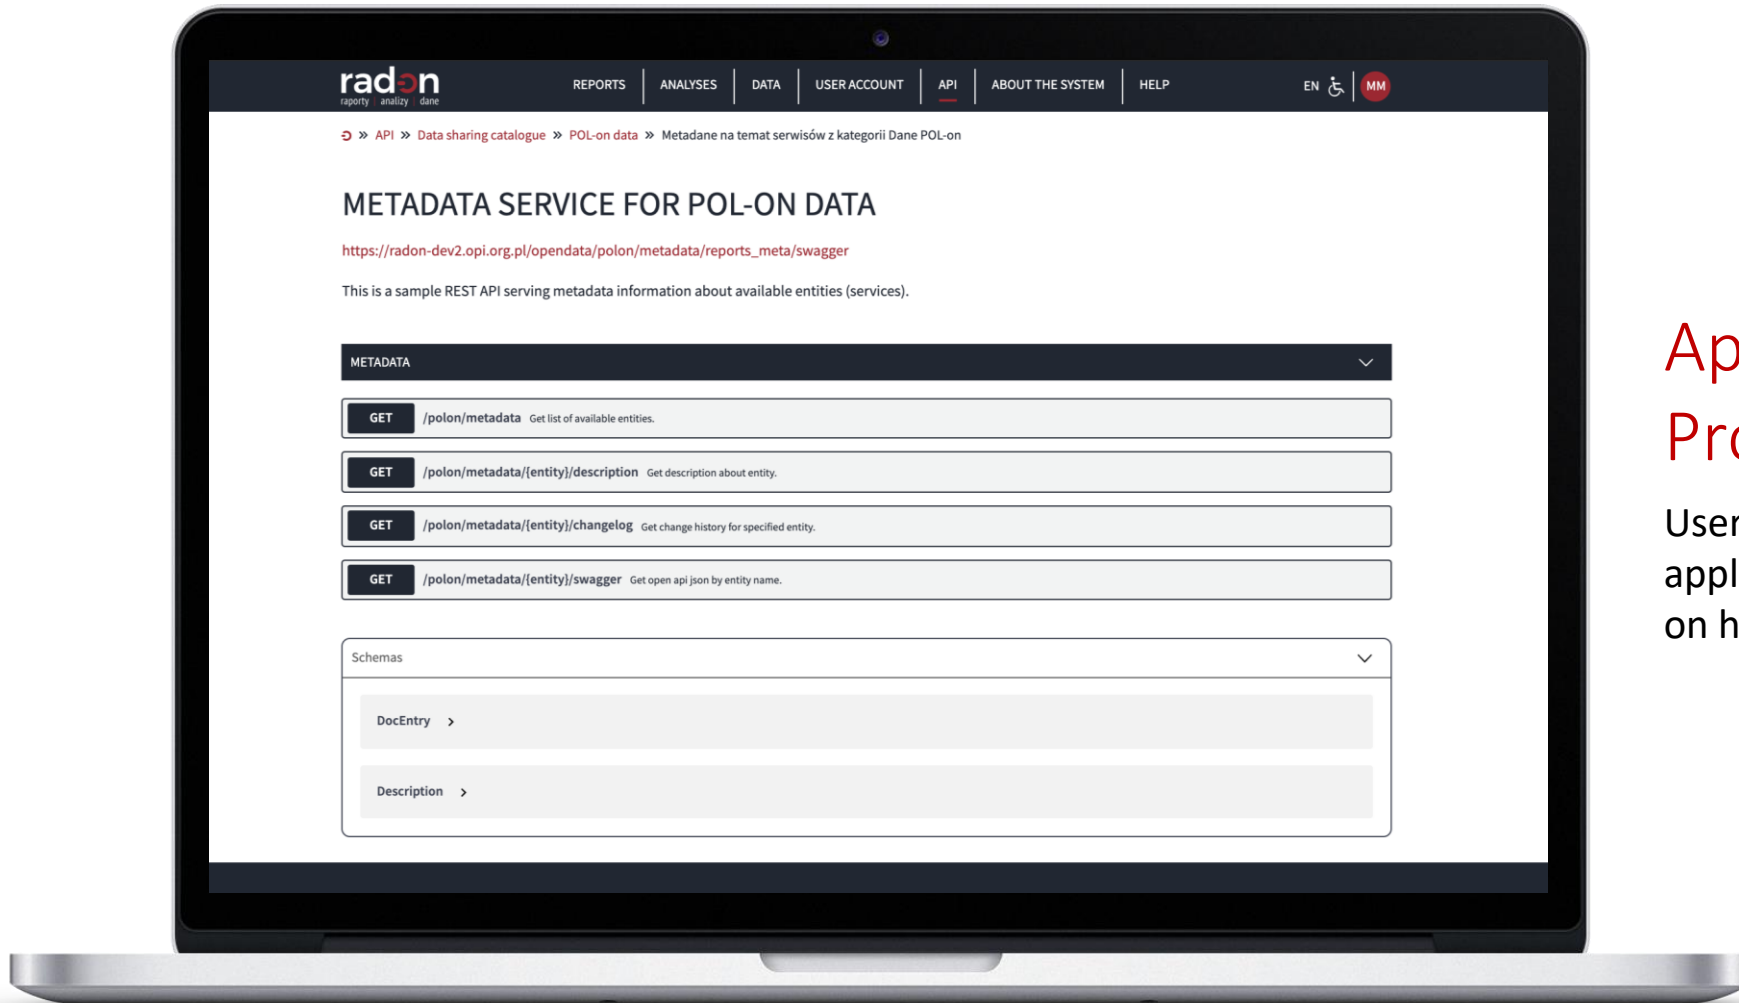 radon
raporty | analizy | dane
REPORTS
ANALYSES
DATA
USER ACCOUNT
API
ABOUT THE SYSTEM
HELP
EN
MM
» API » Data sharing catalogue » POL-on data » Metadane na temat serwisów z kategorii Dane POL-on
METADATA SERVICE FOR POL-ON DATA
https://radon-dev2.opi.org.pl/opendata/polon/metadata/reports_meta/swagger
This is a sample REST API serving metadata information about available entities (services).
METADATA
GET /polon/metadata Get list of available entities.
GET /polon/metadata/{entity}/description Get description about entity.
GET /polon/metadata/{entity}/changelog Get change history for specified entity.
GET /polon/metadata/{entity}/swagger Get open api json by entity name.
Schemas
DocEntry
Description
Ap
Pro
User
appl
on h